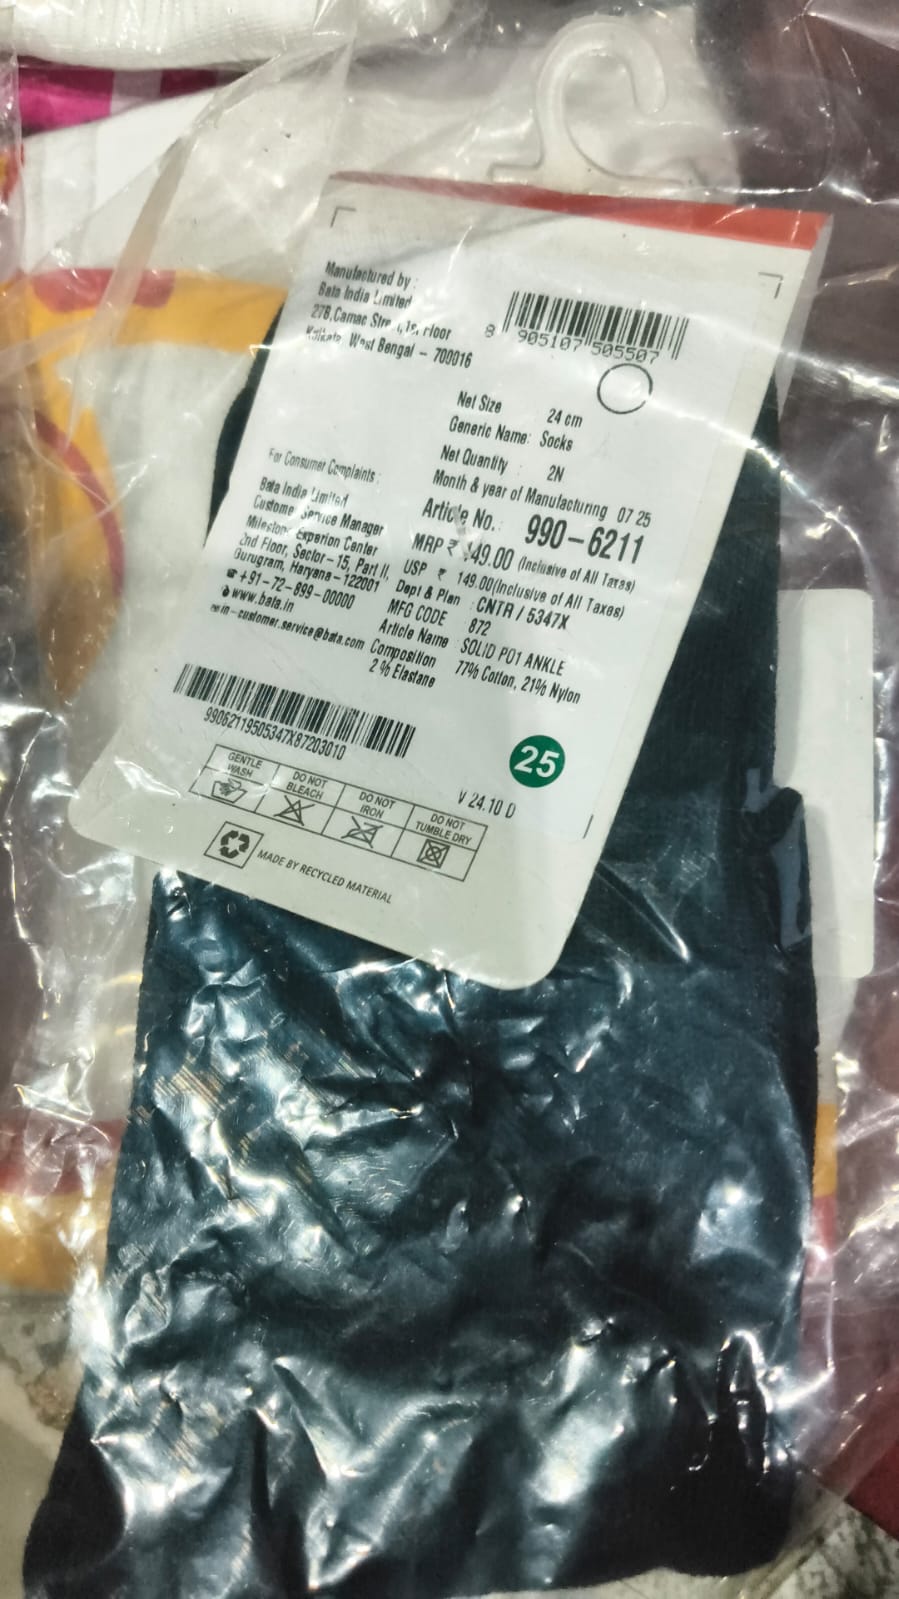 Manufactured by :
Bata India Limited
276, Camac Street, 1st Floor
Kolkata, West Bengal – 700016
8 905107 505507
Net Size : 24 cm
Generic Name: Socks
Net Quantity : 2N
Month & year of Manufacturing 07 25
Article No.: 990-6211
MRP ₹ 149.00 (Inclusive of All Taxes)
USP ₹ 149.00(Inclusive of All Taxes)
Dept & Plan : CNTR / 5347X
MFG CODE 872
Article Name SOLID PO1 ANKLE
Composition 77% Cotton, 21% Nylon
2 % Elastane
For Consumer Complaints :
Bata India Limited
Customer Service Manager
Milestone Experion Center
2nd Floor, Sector-15, Part II,
Gurugram, Haryana-122001
+91-72-899-00000
www.bata.in
in-customer.service@bata.com
99062119505347X87203010
25
V 24.10 D
GENTLE WASH
DO NOT BLEACH
DO NOT IRON
DO NOT TUMBLE DRY
MADE BY RECYCLED MATERIAL